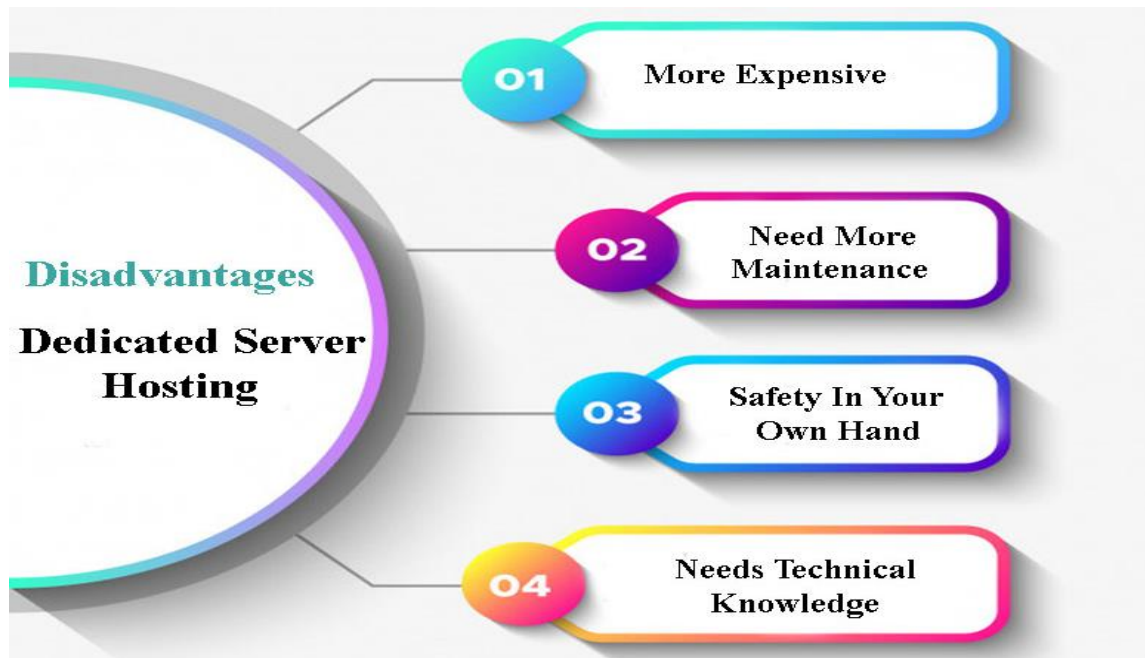 Disadvantages
Dedicated Server
Hosting
01
More Expensive
02
Need More
Maintenance
03
Safety In Your
Own Hand
04
Needs Technical
Knowledge